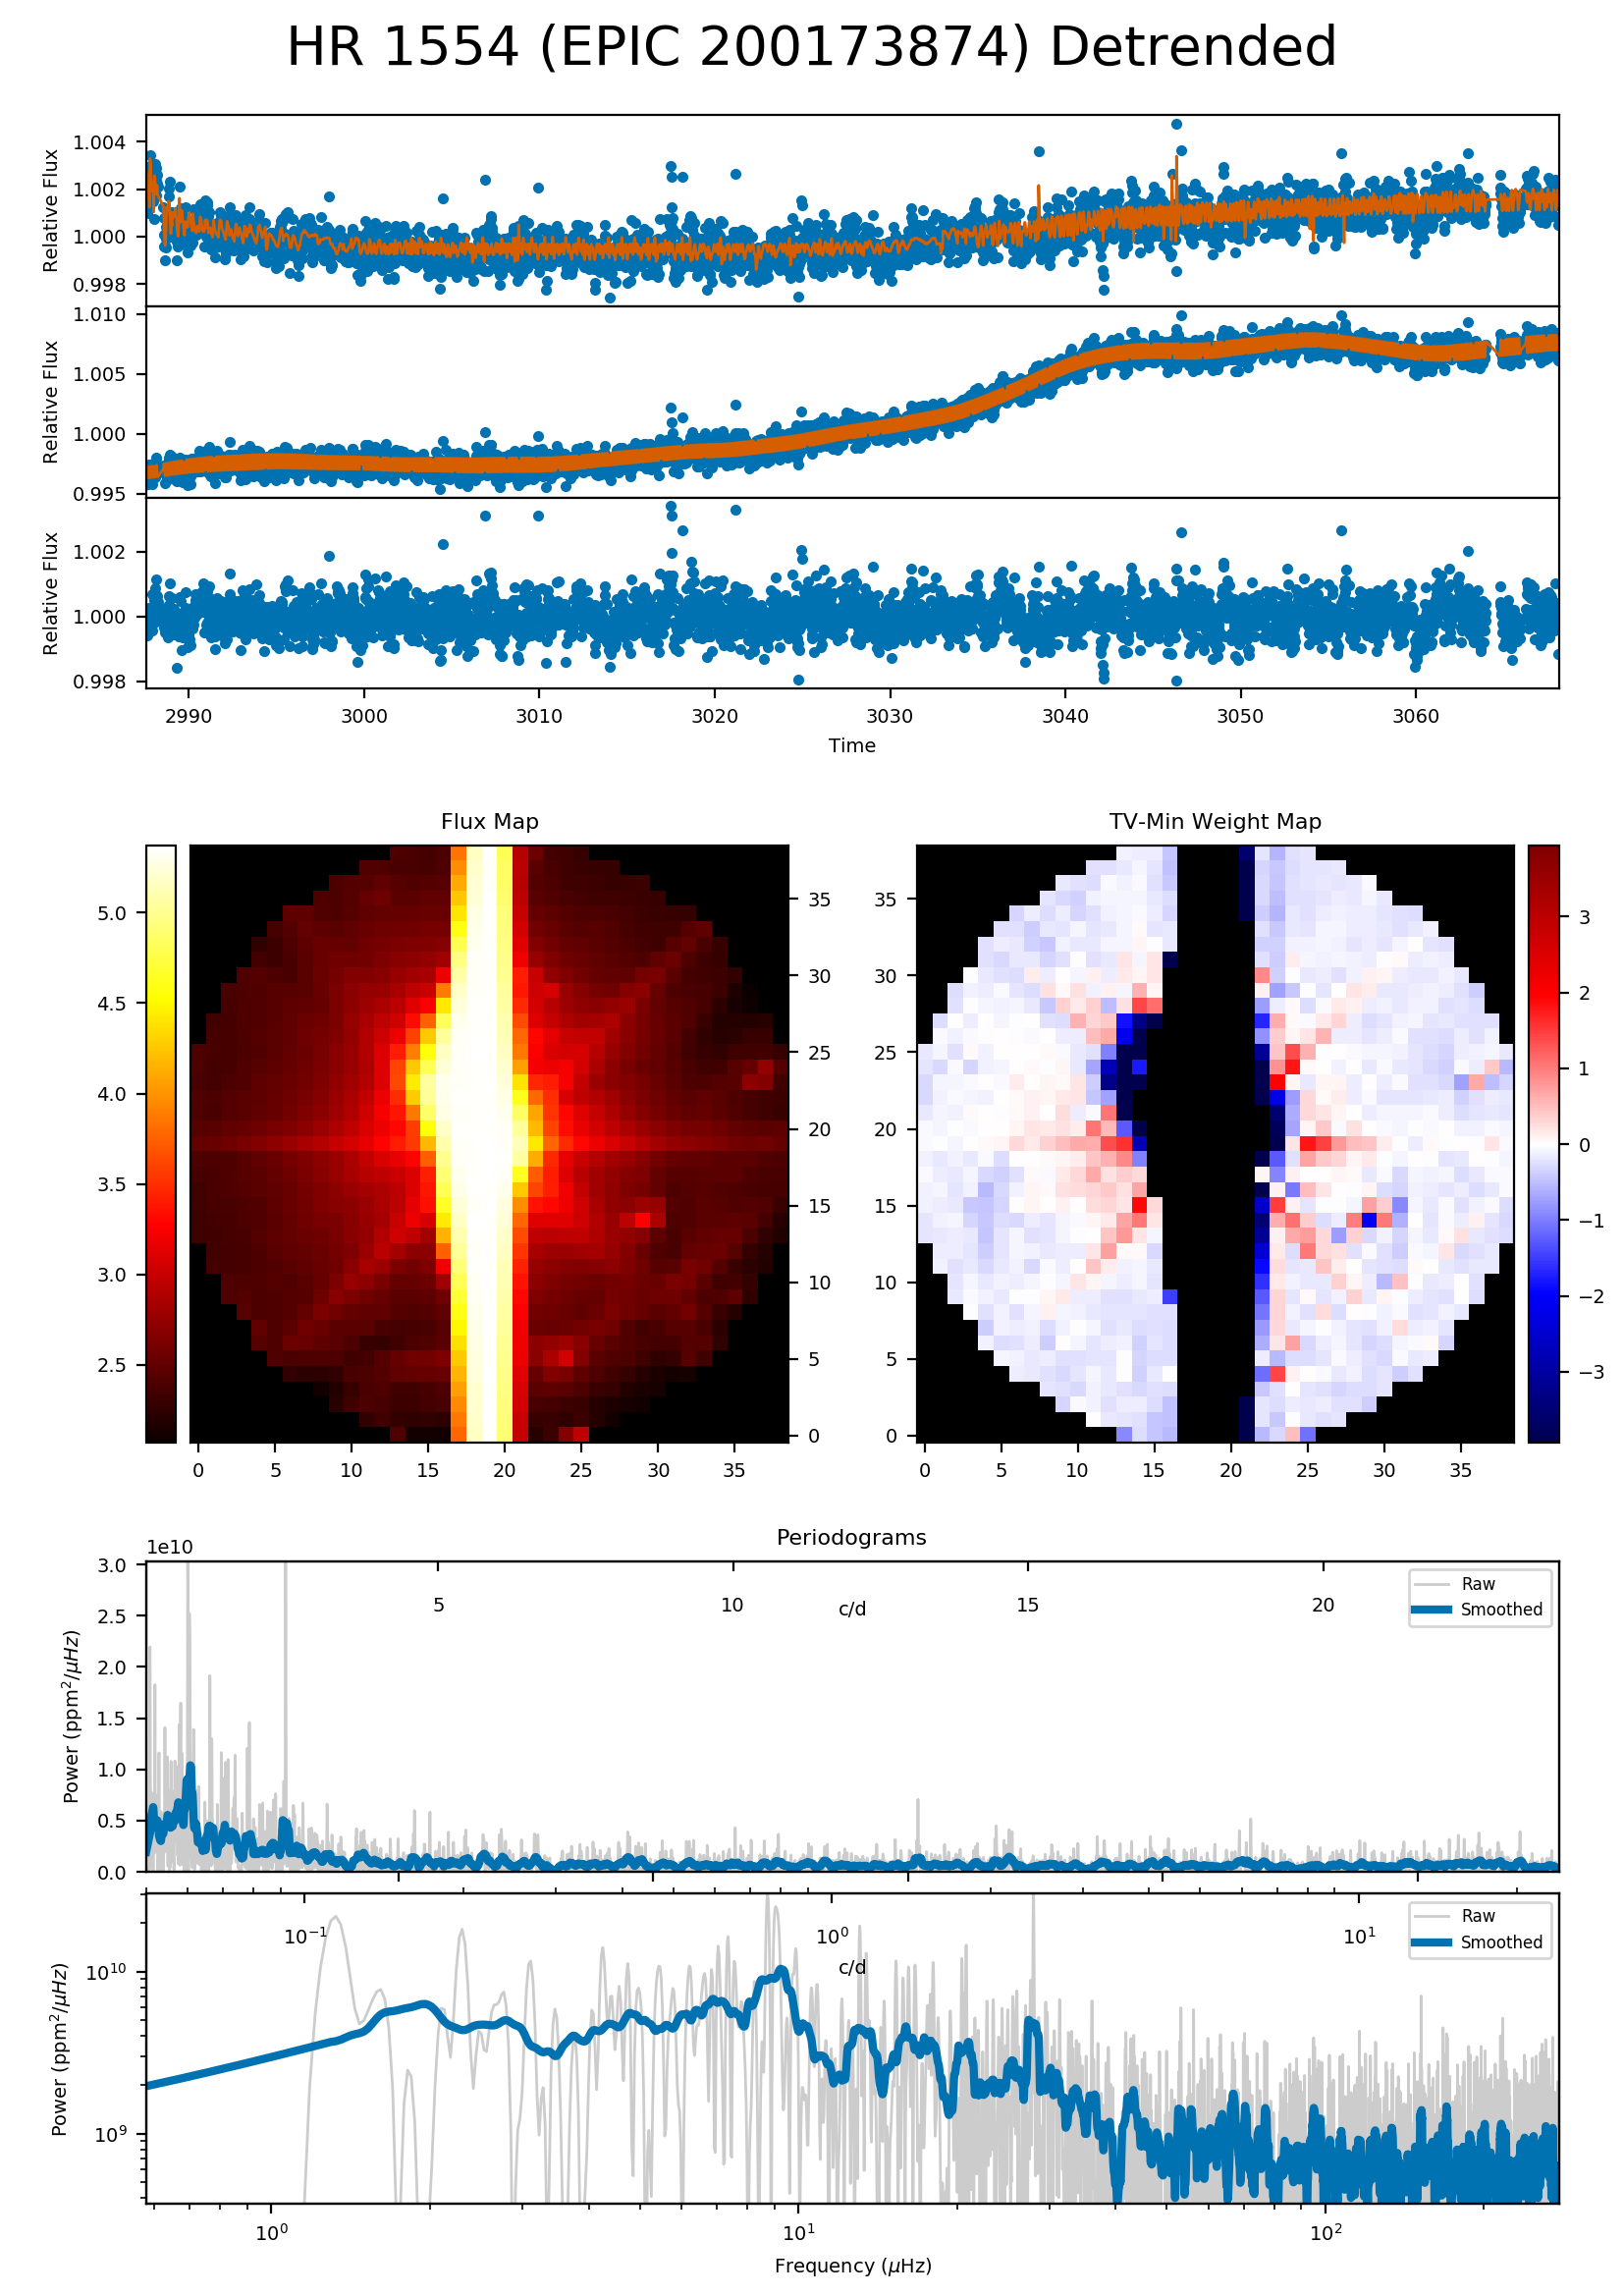 HR 1554 (EPIC 200173874) Detrended
1.004
1.002
1.000
0.998
Relative Flux
1.010
1.005
1.000
0.995
Relative Flux
1.002
1.000
0.998
Relative Flux
2990 3000 3010 3020 3030 3040 3050 3060
Time
Flux Map
TV-Min Weight Map
5.0
4.5
4.0
3.5
3.0
2.5
35
30
25
20
15
10
5
0
0 5 10 15 20 25 30 35
35
30
25
20
15
10
5
0
0 5 10 15 20 25 30 35
3
2
1
0
−1
−2
−3
Periodograms
1e10
3.0
2.5
2.0
1.5
1.0
0.5
0.0
Power (ppm²/μHz)
5 10 15 20
c/d
Raw
Smoothed
10⁻¹ 10⁰ 10¹
c/d
Raw
Smoothed
10¹⁰
10⁹
Power (ppm²/μHz)
10⁰ 10¹ 10²
Frequency (μHz)